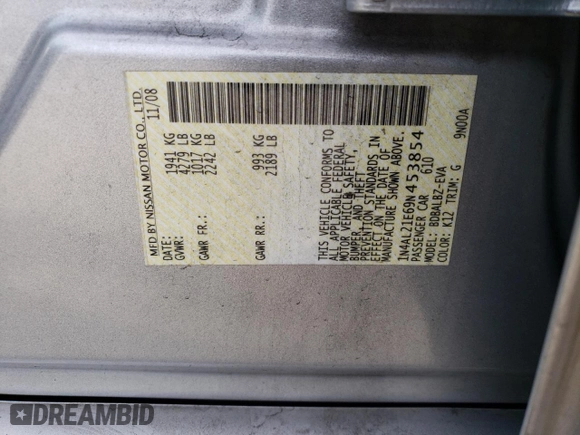 MFD BY NISSAN MOTOR CO., LTD.
DATE: 11/08
GVWR: 1941 KG
4279 LB
GAWR FR.: 1017 KG
2242 LB
GAWR RR.: 993 KG
2189 LB
THIS VEHICLE CONFORMS TO
ALL APPLICABLE FEDERAL
MOTOR VEHICLE SAFETY,
BUMPER, AND THEFT
PREVENTION STANDARDS IN
EFFECT ON THE DATE OF
MANUFACTURE SHOWN ABOVE.
1N4AL21E69N453854
PASSENGER CAR 610
MODEL: BDBALBZ-EVA
COLOR: K12 TRIM: G 9N00A
DREAMBID